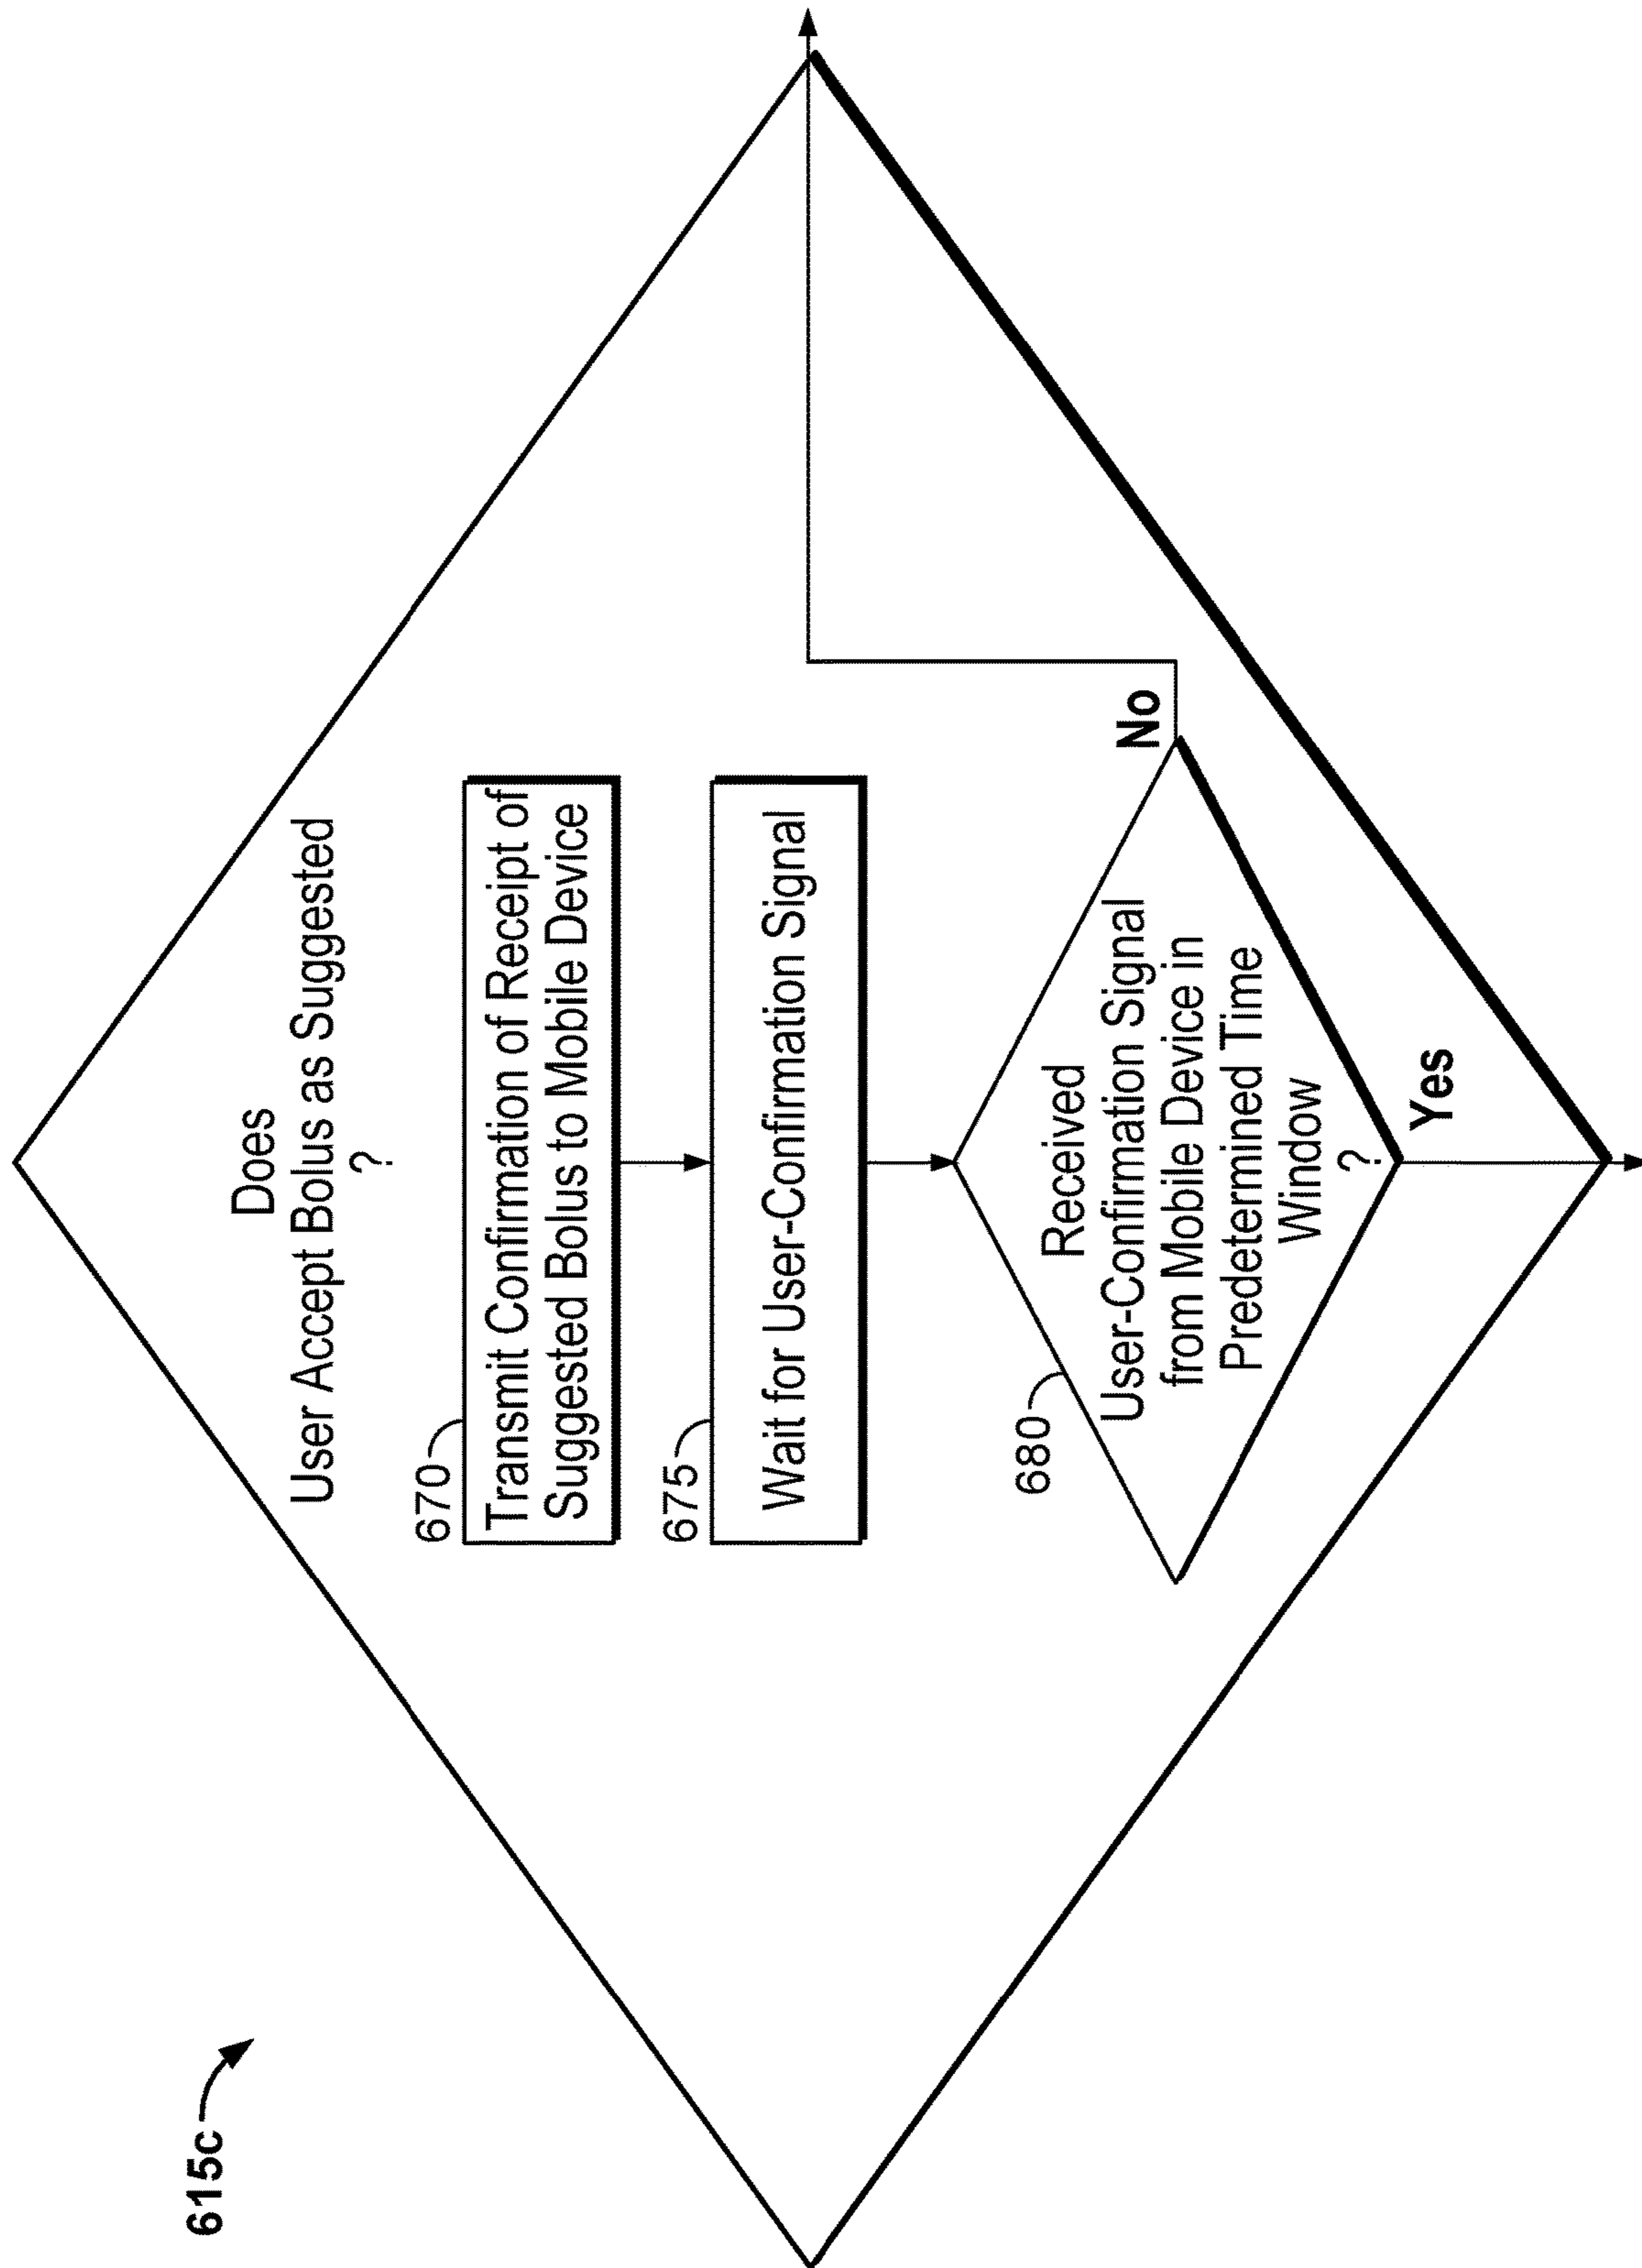 615c
Does
User Accept Bolus as Suggested
?
670
Transmit Confirmation of Receipt of
Suggested Bolus to Mobile Device
675
Wait for User-Confirmation Signal
680
Received
User-Confirmation Signal
from Mobile Device in
Predetermined Time
Window
?
No
Yes